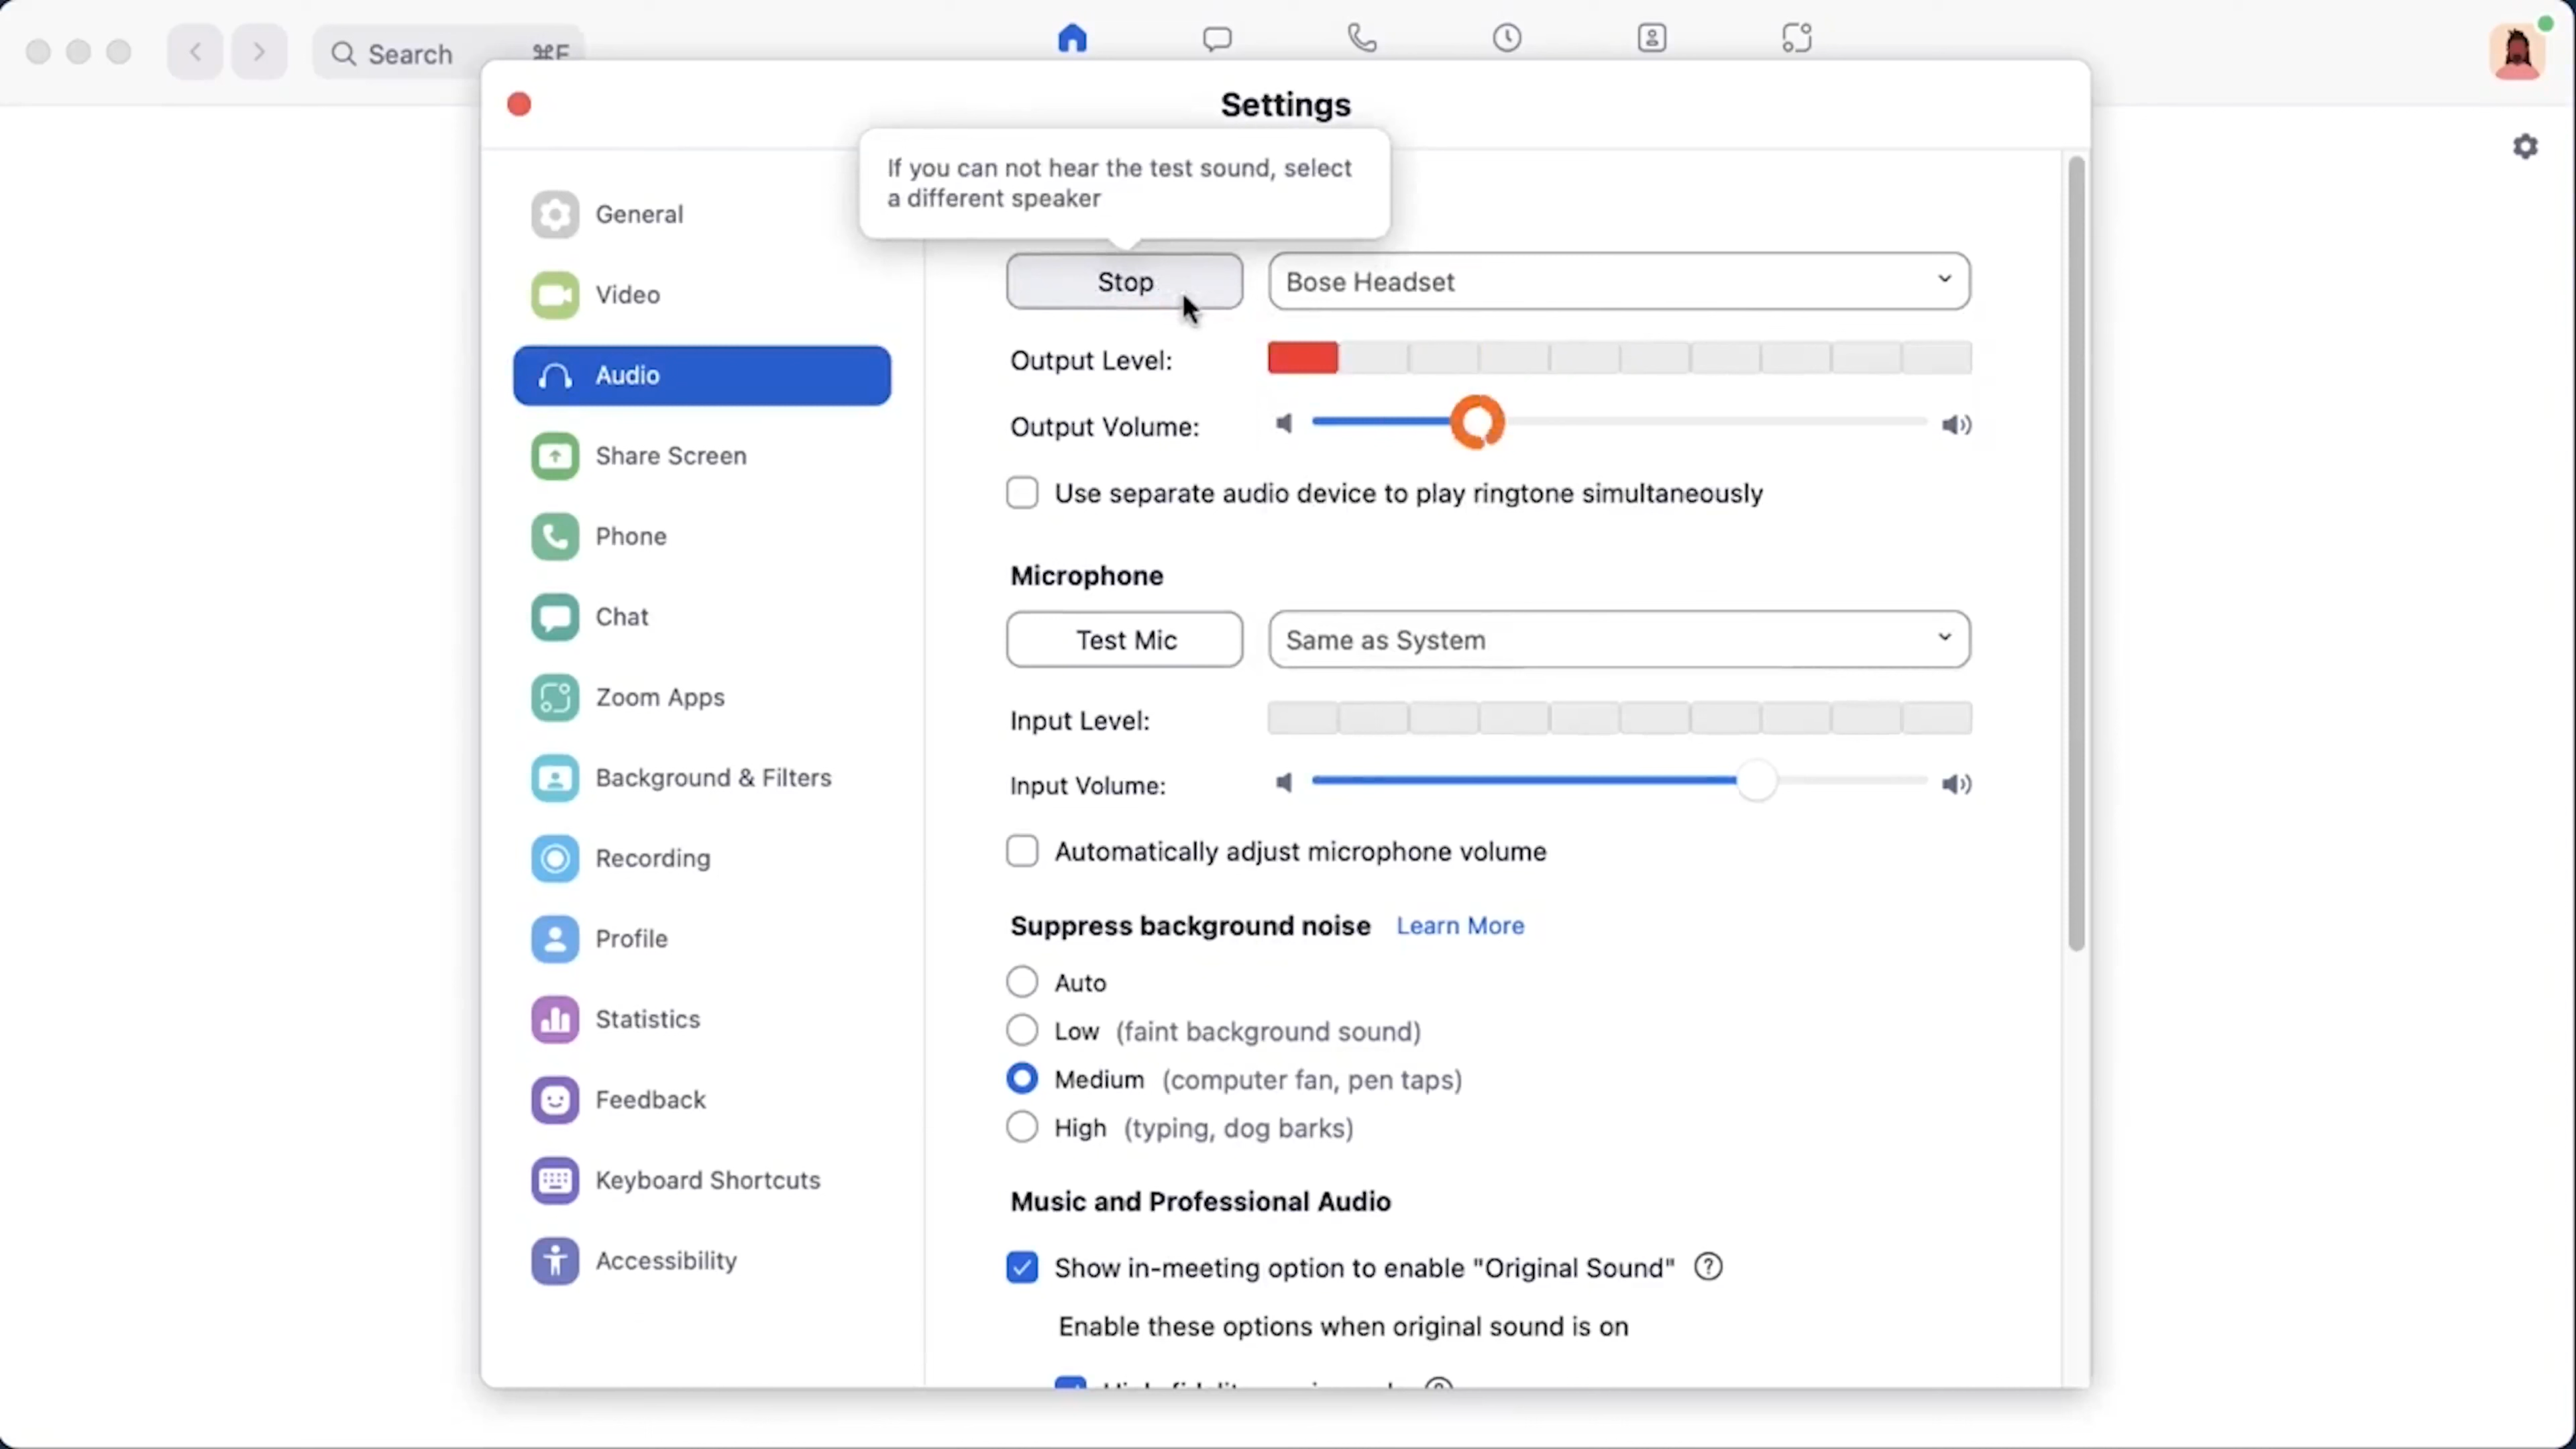 Search ⌘F
Settings
If you can not hear the test sound, select
a different speaker
General
Video
Audio
Share Screen
Phone
Chat
Zoom Apps
Background & Filters
Recording
Profile
Statistics
Feedback
Keyboard Shortcuts
Accessibility
Stop
Bose Headset
Output Level:
Output Volume:
Use separate audio device to play ringtone simultaneously
Microphone
Test Mic
Same as System
Input Level:
Input Volume:
Automatically adjust microphone volume
Suppress background noise Learn More
Auto
Low (faint background sound)
Medium (computer fan, pen taps)
High (typing, dog barks)
Music and Professional Audio
Show in-meeting option to enable "Original Sound" ?
Enable these options when original sound is on